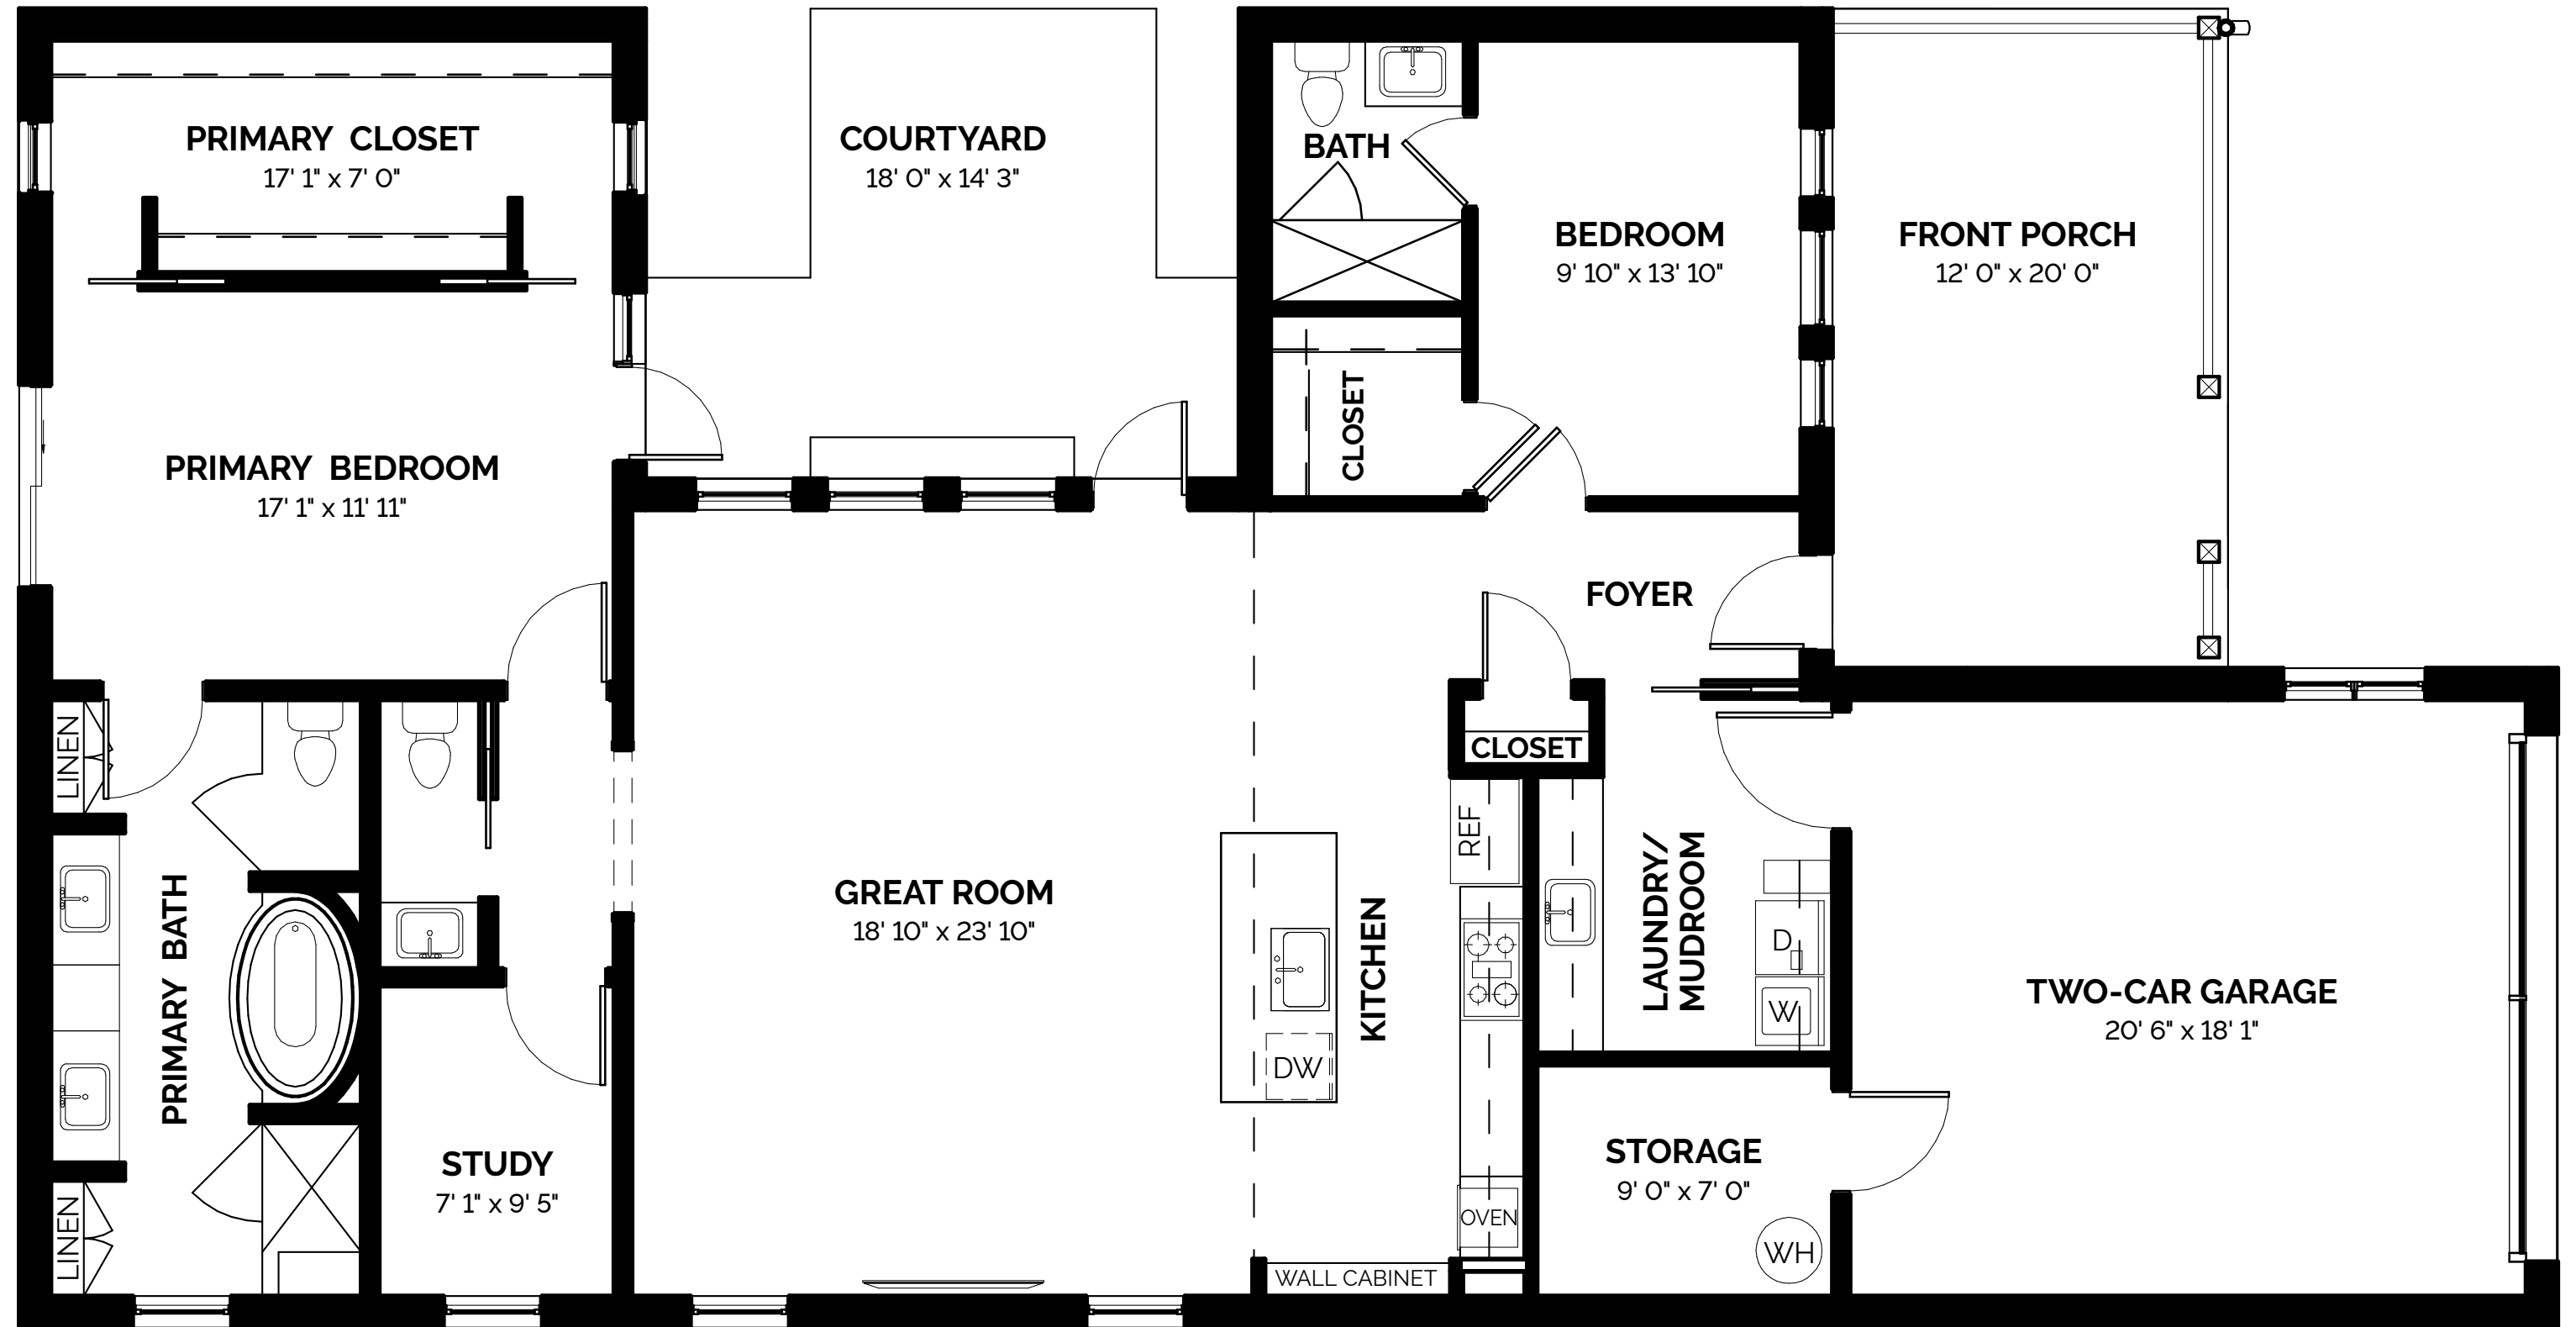 PRIMARY CLOSET
17' 1" x 7' 0"
COURTYARD
18' 0" x 14' 3"
BATH
BEDROOM
9' 10" x 13' 10"
FRONT PORCH
12' 0" x 20' 0"
CLOSET
PRIMARY BEDROOM
17' 1" x 11' 11"
FOYER
LINEN
CLOSET
REF
PRIMARY BATH
GREAT ROOM
18' 10" x 23' 10"
KITCHEN
LAUNDRY/
MUDROOM
D
W
TWO-CAR GARAGE
20' 6" x 18' 1"
DW
STUDY
7' 1" x 9' 5"
STORAGE
9' 0" x 7' 0"
LINEN
OVEN
WH
WALL CABINET